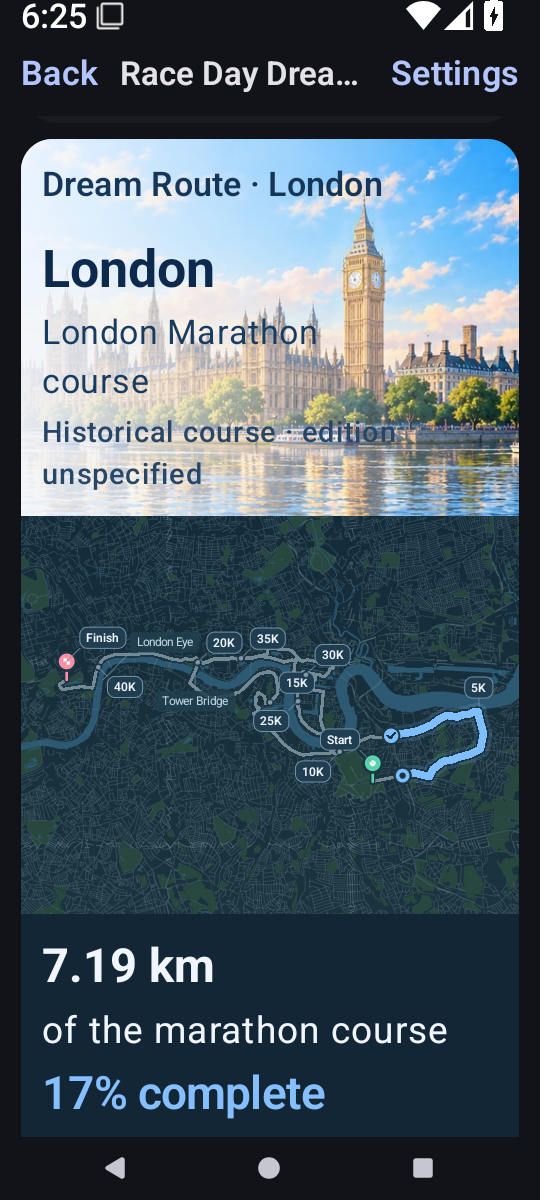 6:25
Back Race Day Drea... Settings
Dream Route · London
London
London Marathon
course
Historical course · edition
unspecified
Finish London Eye 20K 35K
30K
40K Tower Bridge 15K 5K
25K
Start
10K
7.19 km
of the marathon course
17% complete